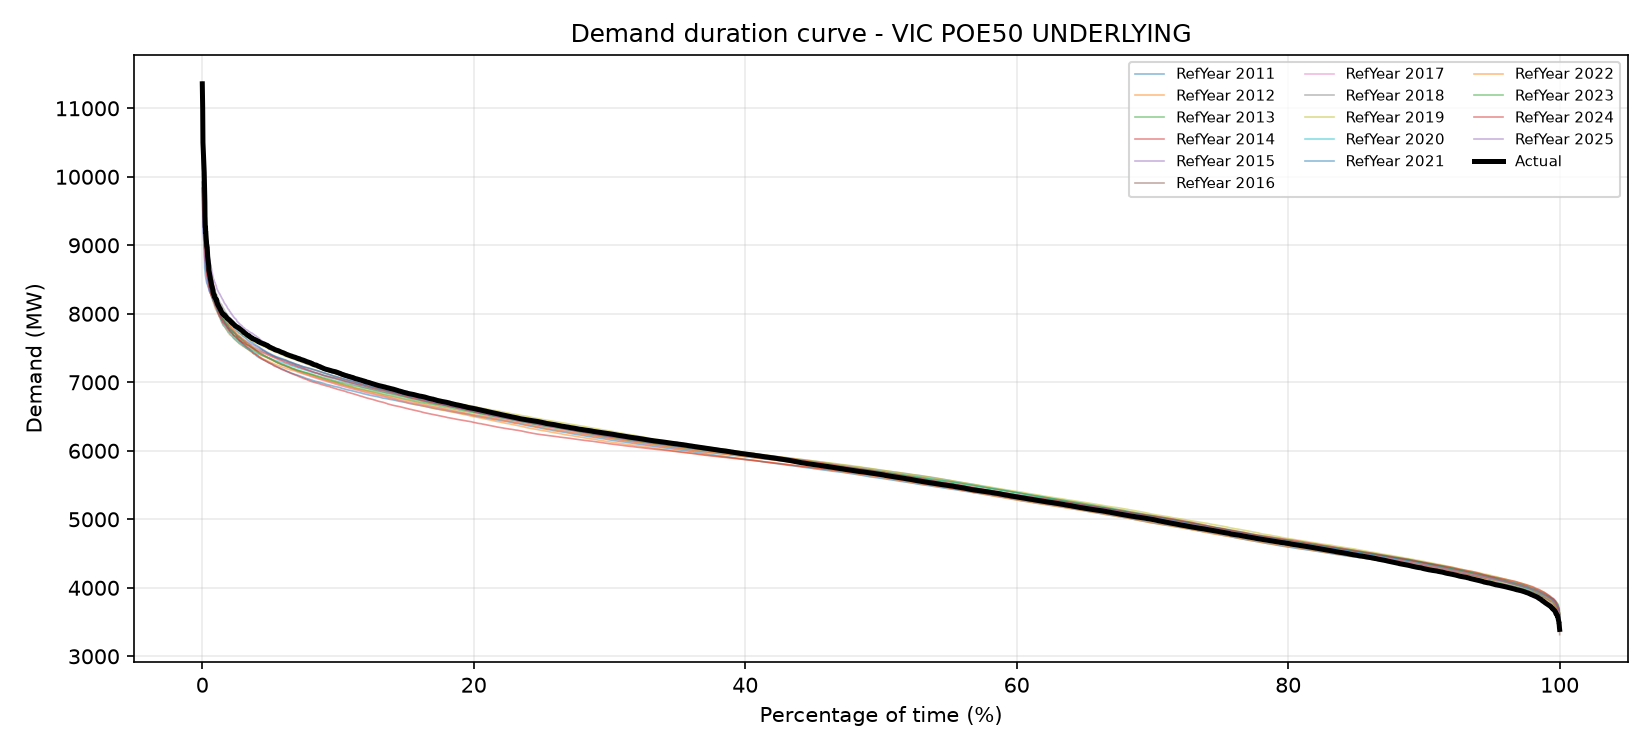 Demand duration curve - VIC POE50 UNDERLYING
Demand (MW)
11000
10000
9000
8000
7000
6000
5000
4000
3000
0
20
40
60
80
100
Percentage of time (%)
RefYear 2011
RefYear 2012
RefYear 2013
RefYear 2014
RefYear 2015
RefYear 2016
RefYear 2017
RefYear 2018
RefYear 2019
RefYear 2020
RefYear 2021
RefYear 2022
RefYear 2023
RefYear 2024
RefYear 2025
Actual